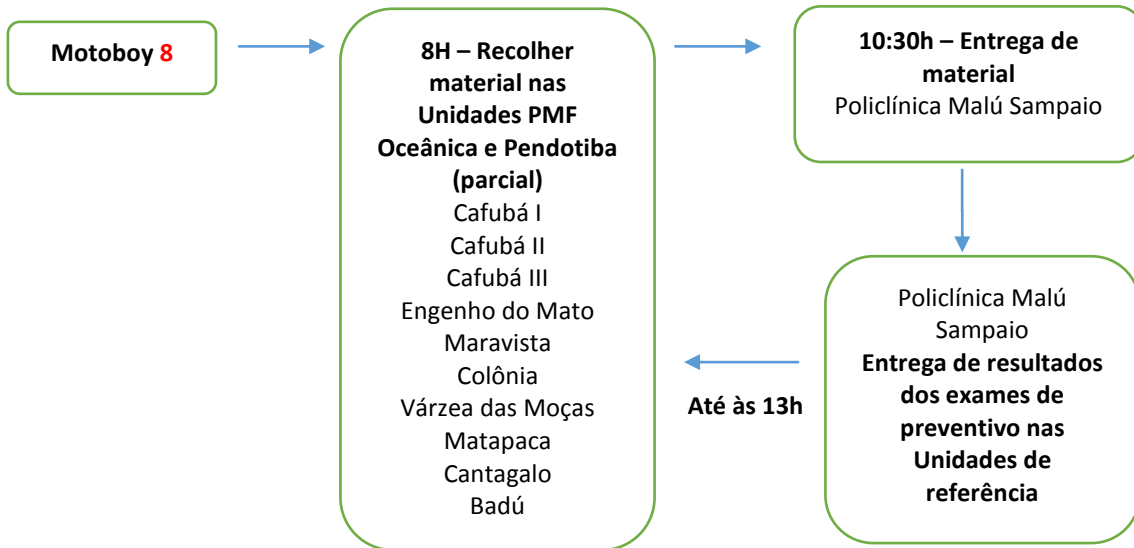 Motoboy 8
8H – Recolher
material nas
Unidades PMF
Oceânica e Pendotiba
(parcial)
Cafubá I
Cafubá II
Cafubá III
Engenho do Mato
Maravista
Colônia
Várzea das Moças
Matapaca
Cantagalo
Badú
10:30h – Entrega de
material
Policlínica Malú Sampaio
Policlínica Malú
Sampaio
Entrega de resultados
dos exames de
preventivo nas
Unidades de
referência
Até às 13h